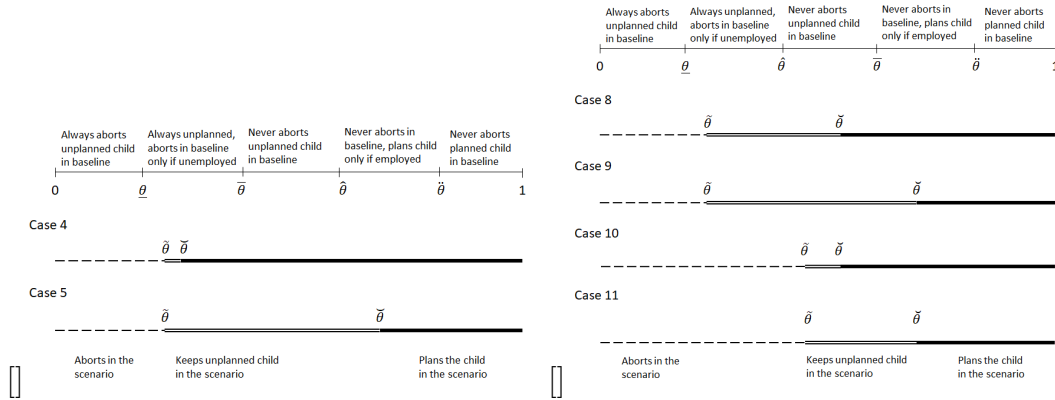 Always aborts unplanned child in baseline
Always unplanned, aborts in baseline only if unemployed
Never aborts unplanned child in baseline
Never aborts in baseline, plans child only if employed
Never aborts planned child in baseline
0 θ̲ θ̅ θ̂ θ̈ 1
Case 4
θ̃ θ̆
Case 5
θ̃ θ̆
Aborts in the scenario
Keeps unplanned child in the scenario
Plans the child in the scenario
[]
Always aborts unplanned child in baseline
Always unplanned, aborts in baseline only if unemployed
Never aborts unplanned child in baseline
Never aborts in baseline, plans child only if employed
Never aborts planned child in baseline
0 θ̲ θ̂ θ̅ θ̈ 1
Case 8
θ̃ θ̆
Case 9
θ̃ θ̆
Case 10
θ̃ θ̆
Case 11
θ̃ θ̆
Aborts in the scenario
Keeps unplanned child in the scenario
Plans the child in the scenario
[]